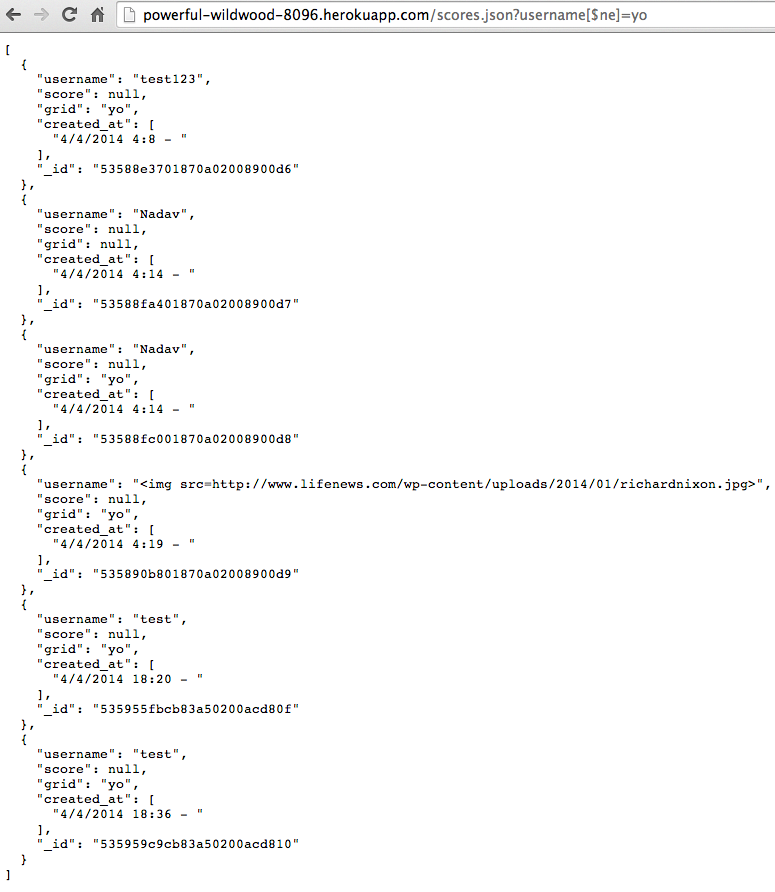 powerful-wildwood-8096.herokuapp.com/scores.json?username[$ne]=yo
[
  {
    "username": "test123",
    "score": null,
    "grid": "yo",
    "created_at": [
      "4/4/2014 4:8 - "
    ],
    "_id": "53588e3701870a02008900d6"
  },
  {
    "username": "Nadav",
    "score": null,
    "grid": null,
    "created_at": [
      "4/4/2014 4:14 - "
    ],
    "_id": "53588fa401870a02008900d7"
  },
  {
    "username": "Nadav",
    "score": null,
    "grid": "yo",
    "created_at": [
      "4/4/2014 4:14 - "
    ],
    "_id": "53588fc001870a02008900d8"
  },
  {
    "username": "<img src=http://www.lifenews.com/wp-content/uploads/2014/01/richardnixon.jpg>",
    "score": null,
    "grid": "yo",
    "created_at": [
      "4/4/2014 4:19 - "
    ],
    "_id": "535890b801870a02008900d9"
  },
  {
    "username": "test",
    "score": null,
    "grid": "yo",
    "created_at": [
      "4/4/2014 18:20 - "
    ],
    "_id": "535955fbcb83a50200acd80f"
  },
  {
    "username": "test",
    "score": null,
    "grid": "yo",
    "created_at": [
      "4/4/2014 18:36 - "
    ],
    "_id": "535959c9cb83a50200acd810"
  }
]